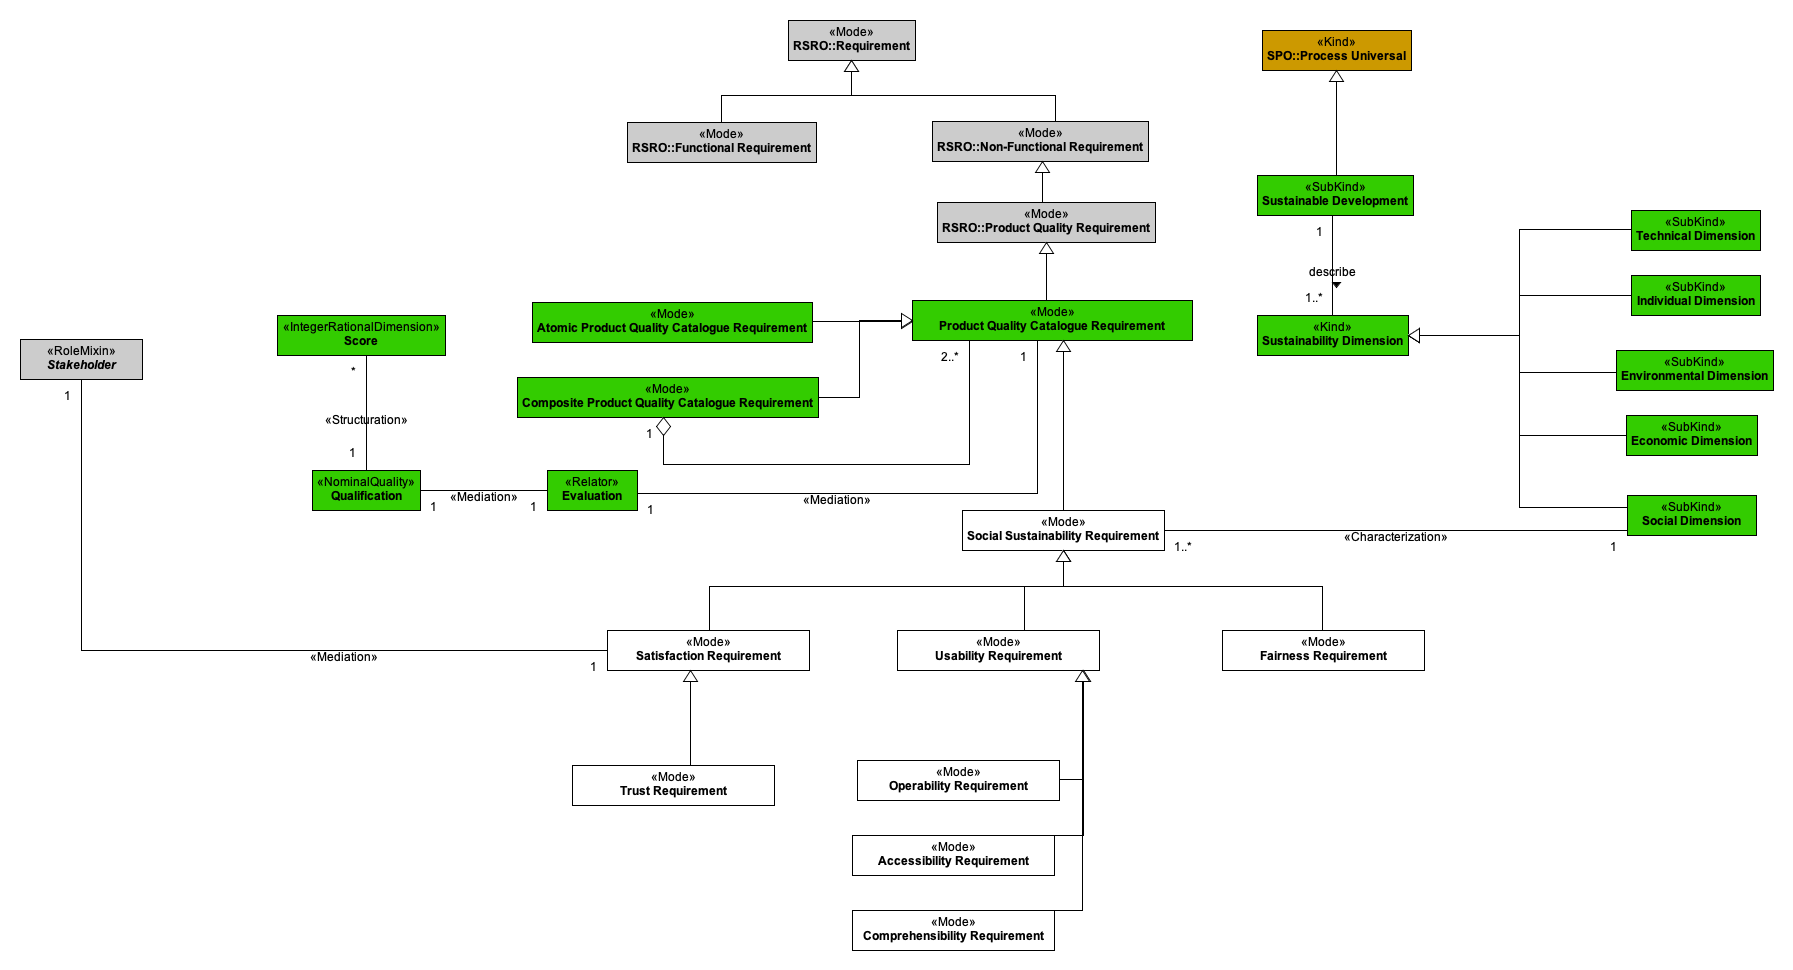 «Mode»
RSRO::Requirement
«Kind»
SPO::Process Universal
«Mode»
RSRO::Functional Requirement
«Mode»
RSRO::Non-Functional Requirement
«Mode»
RSRO::Product Quality Requirement
«SubKind»
Sustainable Development
1
describe
1..*
«Kind»
Sustainability Dimension
«SubKind»
Technical Dimension
«SubKind»
Individual Dimension
«SubKind»
Environmental Dimension
«SubKind»
Economic Dimension
«SubKind»
Social Dimension
«Mode»
Atomic Product Quality Catalogue Requirement
«Mode»
Product Quality Catalogue Requirement
2..*
1
«Mode»
Composite Product Quality Catalogue Requirement
1
«IntegerRationalDimension»
Score
*
«Structuration»
1
«RoleMixin»
Stakeholder
1
«NominalQuality»
Qualification
1
«Mediation»
1
«Relator»
Evaluation
1
«Mediation»
«Mode»
Social Sustainability Requirement
1..*
«Characterization»
1
«Mediation»
1
«Mode»
Satisfaction Requirement
«Mode»
Usability Requirement
«Mode»
Fairness Requirement
«Mode»
Trust Requirement
«Mode»
Operability Requirement
«Mode»
Accessibility Requirement
«Mode»
Comprehensibility Requirement